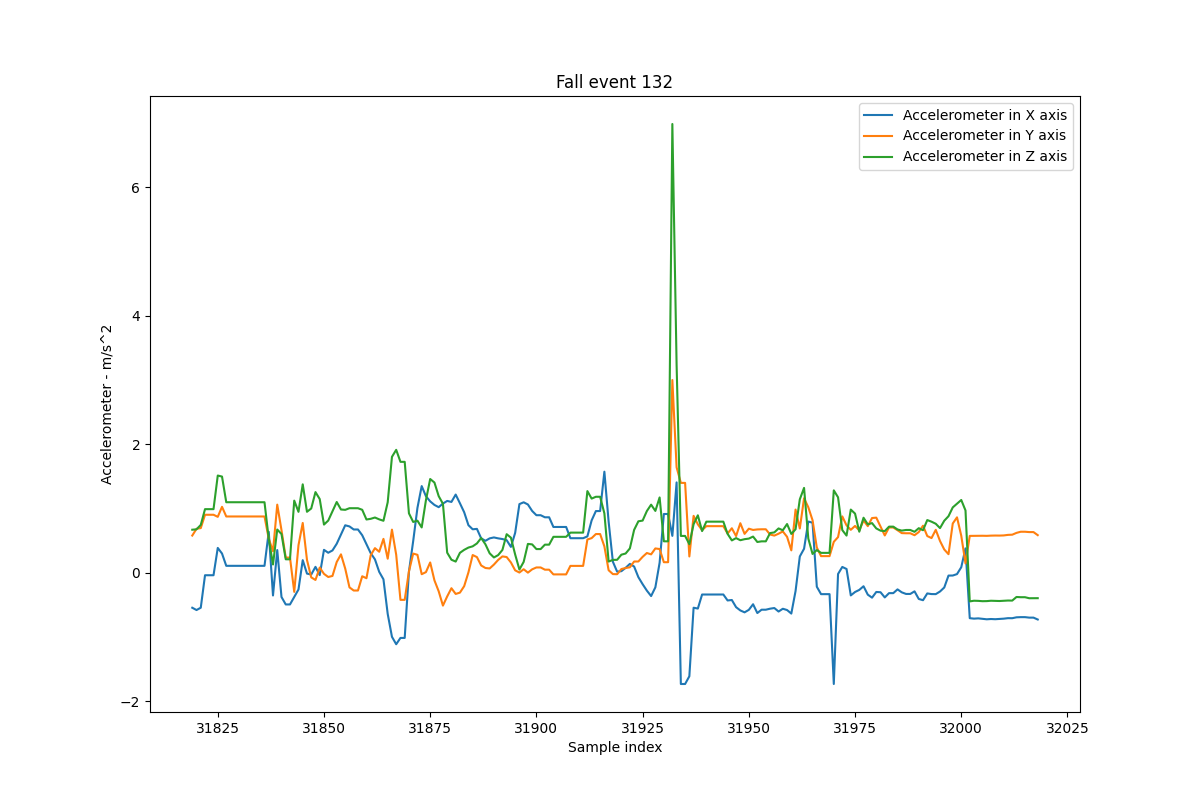 Fall event 132
Accelerometer in X axis
Accelerometer in Y axis
Accelerometer in Z axis
Accelerometer - m/s^2
6
4
2
0
−2
31825 31850 31875 31900 31925 31950 31975 32000 32025
Sample index